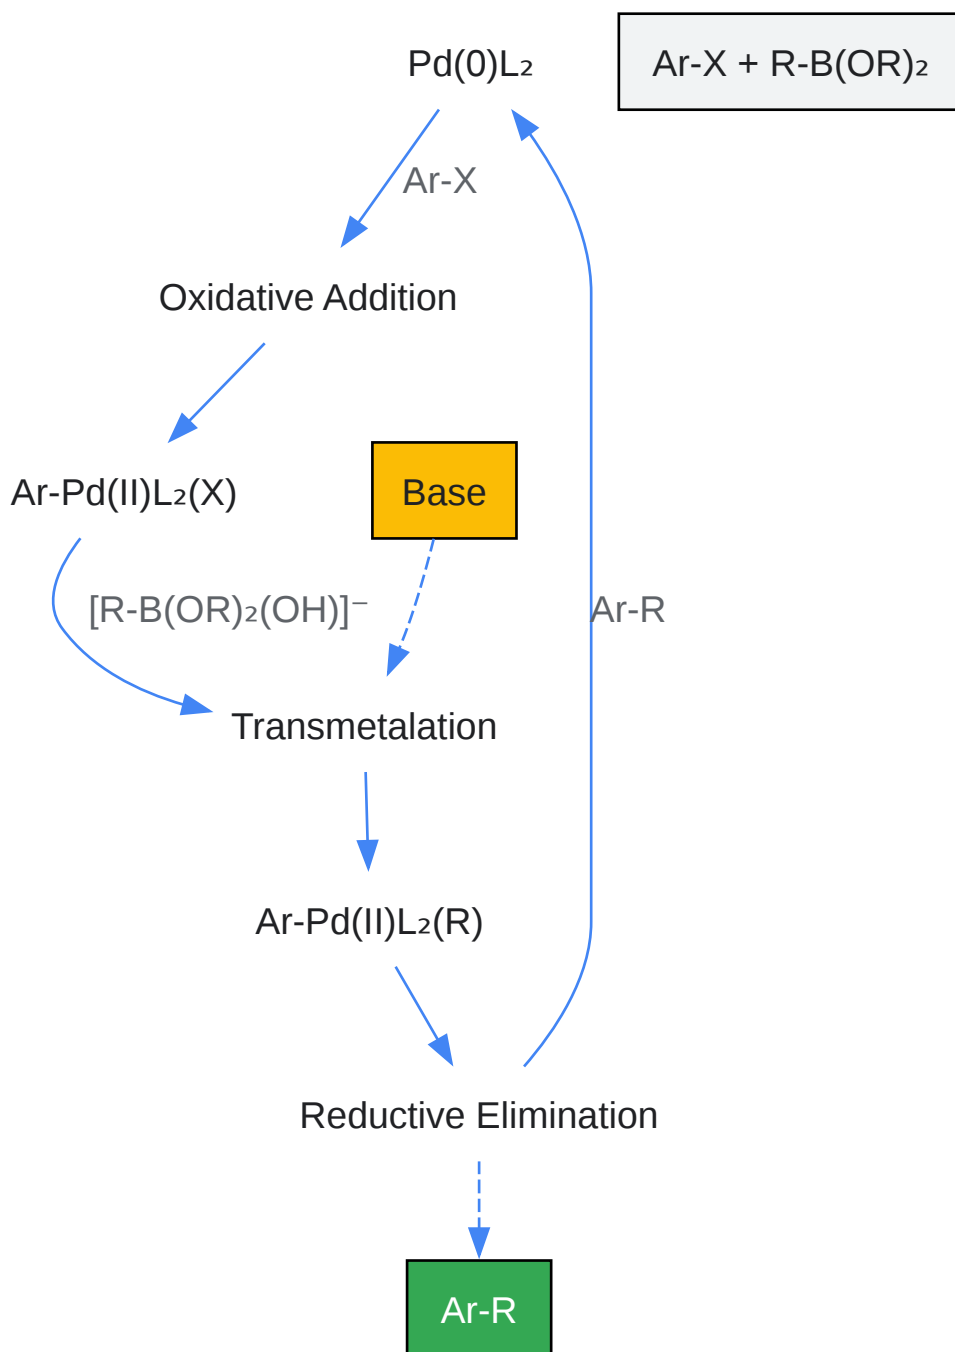 Pd(0)L₂
Ar-X + R-B(OR)₂
Ar-X
Oxidative Addition
Ar-Pd(II)L₂(X)
Base
[R-B(OR)₂(OH)]⁻
Ar-R
Transmetalation
Ar-Pd(II)L₂(R)
Reductive Elimination
Ar-R